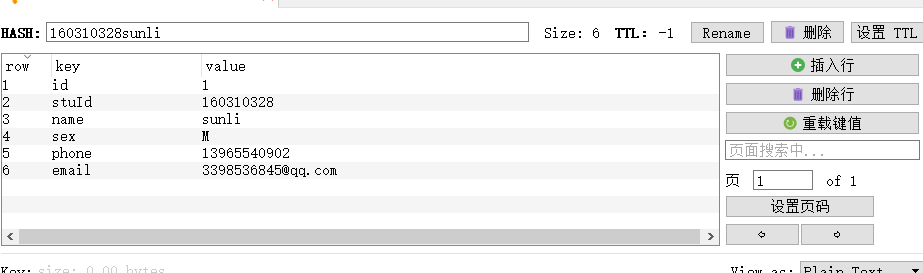 HASH: 160310328sunli Size: 6 TTL: -1 Rename 删除 设置 TTL
row key value
1 id 1
2 stuId 160310328
3 name sunli
4 sex M
5 phone 13965540902
6 email 3398536845@qq.com
插入行
删除行
重载键值
页面搜索中...
页 1 of 1
设置页码
Key: size: 0.00 bytes View as: Plain Text